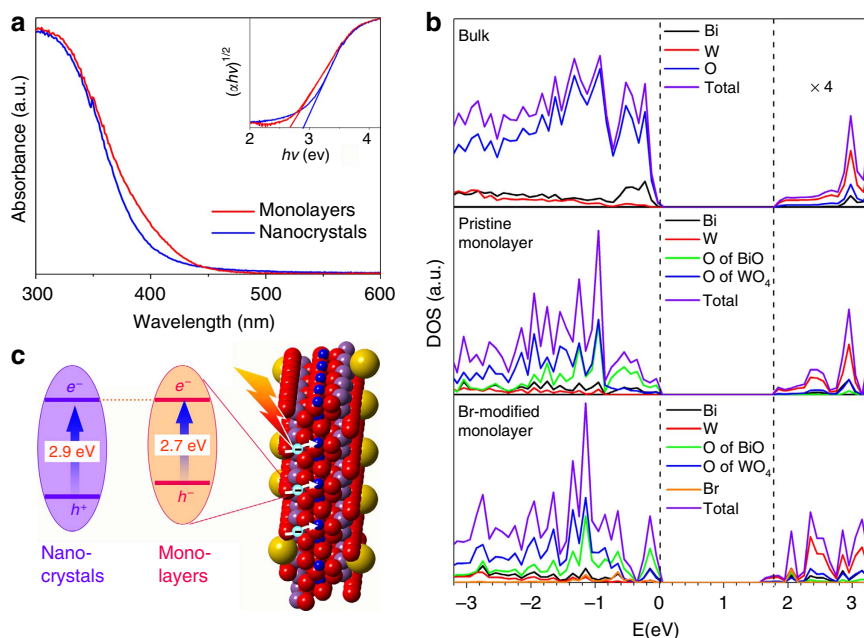 a
Absorbance (a.u.)
300
400
500
600
Wavelength (nm)
Monolayers
Nanocrystals
(αhν)1/2
2
3
4
hν (ev)
b
DOS (a.u.)
Bulk
Bi
W
O
Total
× 4
Pristine
monolayer
Bi
W
O of BiO
O of WO4
Total
Br-modified
monolayer
Bi
W
O of BiO
O of WO4
Br
Total
−3
−2
−1
0
1
2
3
E(eV)
c
e−
2.9 eV
h+
Nano-
crystals
e−
2.7 eV
h−
Mono-
layers